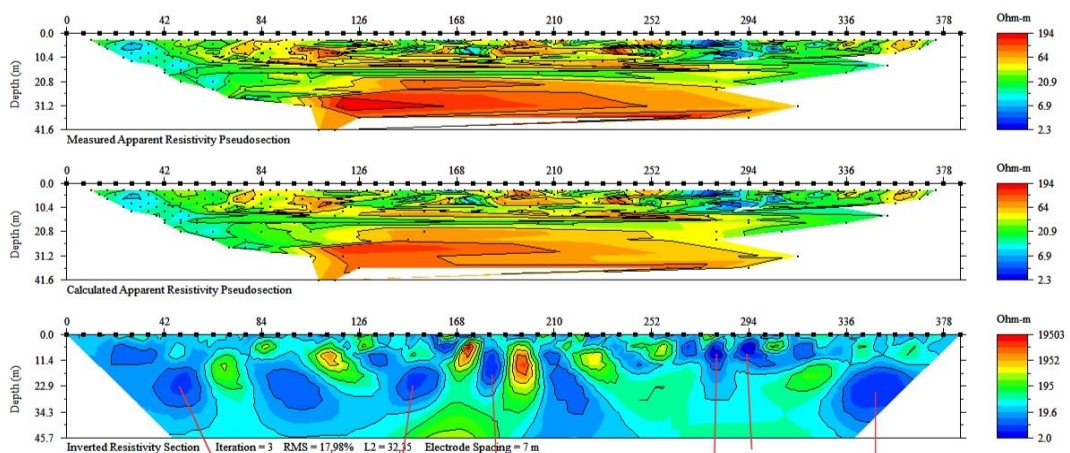 0 42 84 126 168 210 252 294 336 378
Ohm-m
Depth (m)
0.0
10.4
20.8
31.2
41.6
194
64
20.9
6.9
2.3
Measured Apparent Resistivity Pseudosection
0 42 84 126 168 210 252 294 336 378
Ohm-m
Depth (m)
0.0
10.4
20.8
31.2
41.6
194
64
20.9
6.9
2.3
Calculated Apparent Resistivity Pseudosection
0 42 84 126 168 210 252 294 336 378
Ohm-m
Depth (m)
0.0
11.4
22.9
34.3
45.7
19503
1952
195
19.6
2.0
Inverted Resistivity Section Iteration = 3 RMS = 17,98% L2 = Electrode Spacing = 7 m